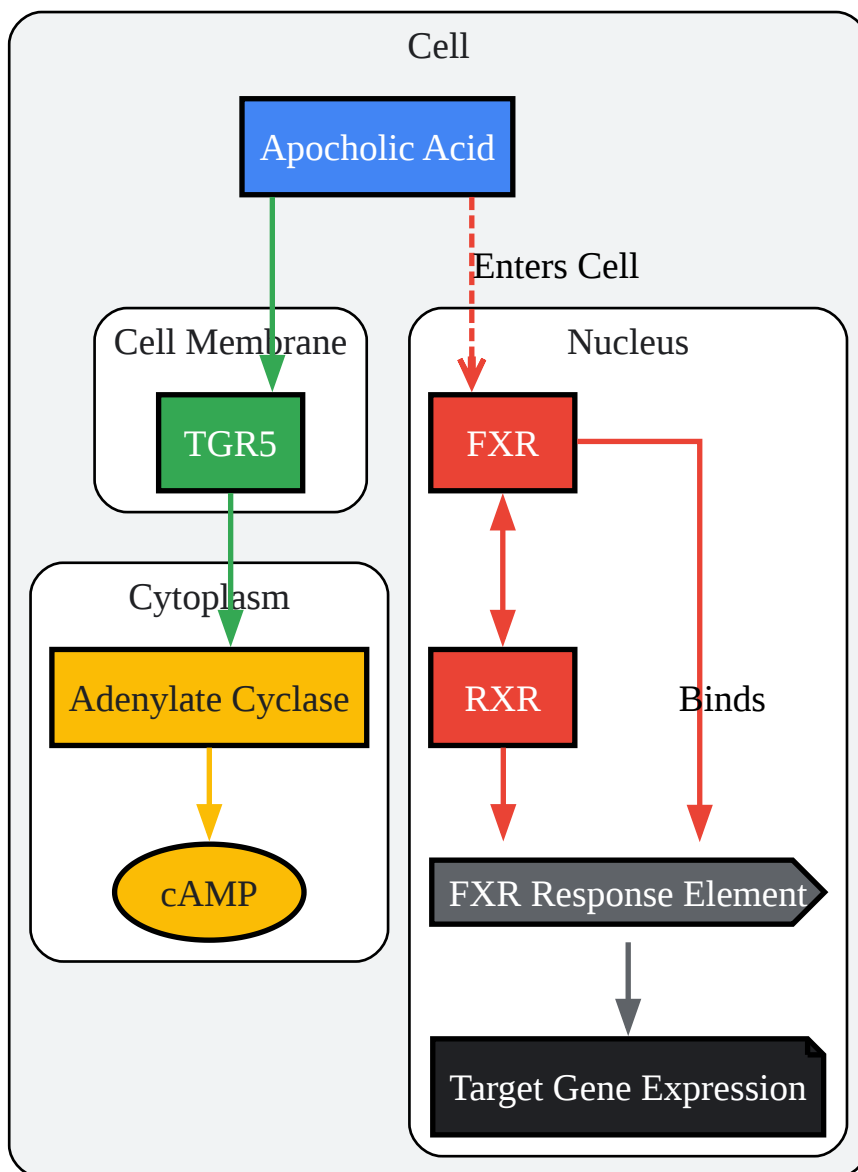 Cell
Apocholic Acid
Enters Cell
Cell Membrane
Nucleus
TGR5
FXR
Cytoplasm
Adenylate Cyclase
RXR
Binds
cAMP
FXR Response Element
Target Gene Expression